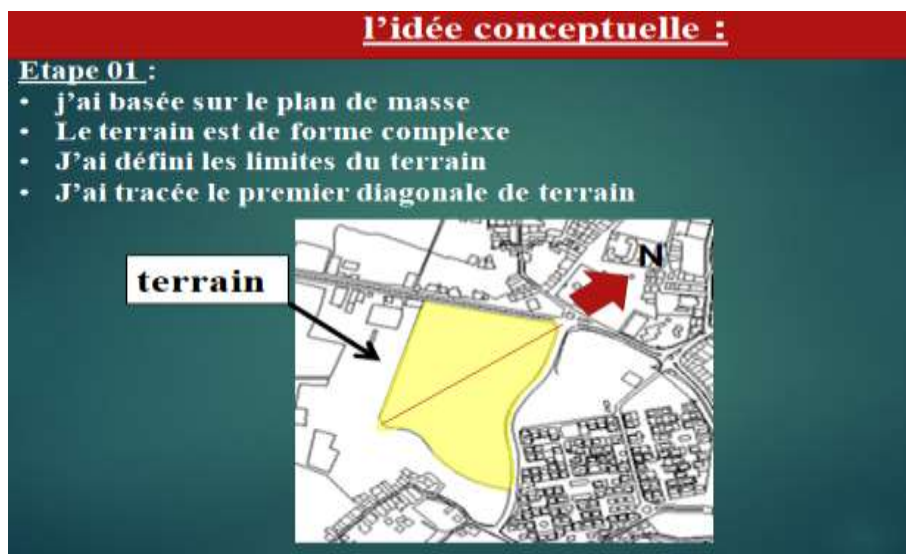 l'idée conceptuelle :
Etape 01 :
• j'ai basée sur le plan de masse
• Le terrain est de forme complexe
• J'ai défini les limites du terrain
• J'ai tracée le premier diagonale de terrain
N
terrain